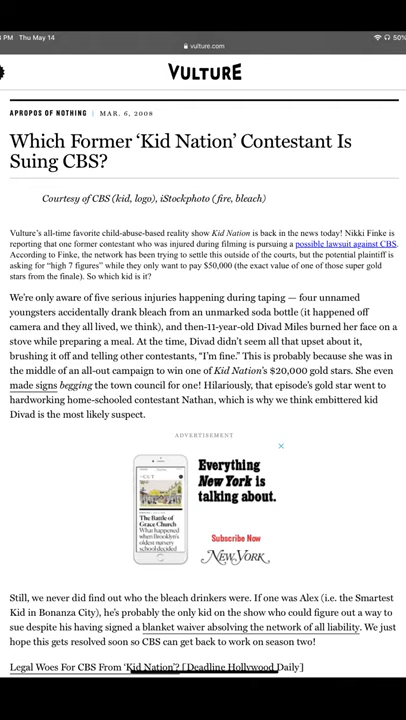 PM Thu May 14
50%
vulture.com
VULTURE
APROPOS OF NOTHING | MAR. 6, 2008
Which Former ‘Kid Nation’ Contestant Is
Suing CBS?
Courtesy of CBS (kid, logo), iStockphoto (fire, bleach)
Vulture’s all-time favorite child-abuse-based reality show Kid Nation is back in the news today! Nikki Finke is
reporting that one former contestant who was injured during filming is pursuing a possible lawsuit against CBS.
According to Finke, the network has been trying to settle this outside of the courts, but the potential plaintiff is
asking for “high 7 figures” while they only want to pay $50,000 (the exact value of one of those super gold
stars from the finale). So which kid is it?
We’re only aware of five serious injuries happening during taping — four unnamed
youngsters accidentally drank bleach from an unmarked soda bottle (it happened off
camera and they all lived, we think), and then-11-year-old Divad Miles burned her face on a
stove while preparing a meal. At the time, Divad didn’t seem all that upset about it,
brushing it off and telling other contestants, “I’m fine.” This is probably because she was in
the middle of an all-out campaign to win one of Kid Nation’s $20,000 gold stars. She even
made signs begging the town council for one! Hilariously, that episode’s gold star went to
hardworking home-schooled contestant Nathan, which is why we think embittered kid
Divad is the most likely suspect.
ADVERTISEMENT
The Battle of
Grace Church
What happened
when Brooklyn’s
oldest nursery
school decided
Everything
New York is
talking about.
Subscribe Now
NEW YORK
Still, we never did find out who the bleach drinkers were. If one was Alex (i.e. the Smartest
Kid in Bonanza City), he’s probably the only kid on the show who could figure out a way to
sue despite his having signed a blanket waiver absolving the network of all liability. We just
hope this gets resolved soon so CBS can get back to work on season two!
Legal Woes For CBS From ‘Kid Nation’? [Deadline Hollywood Daily]